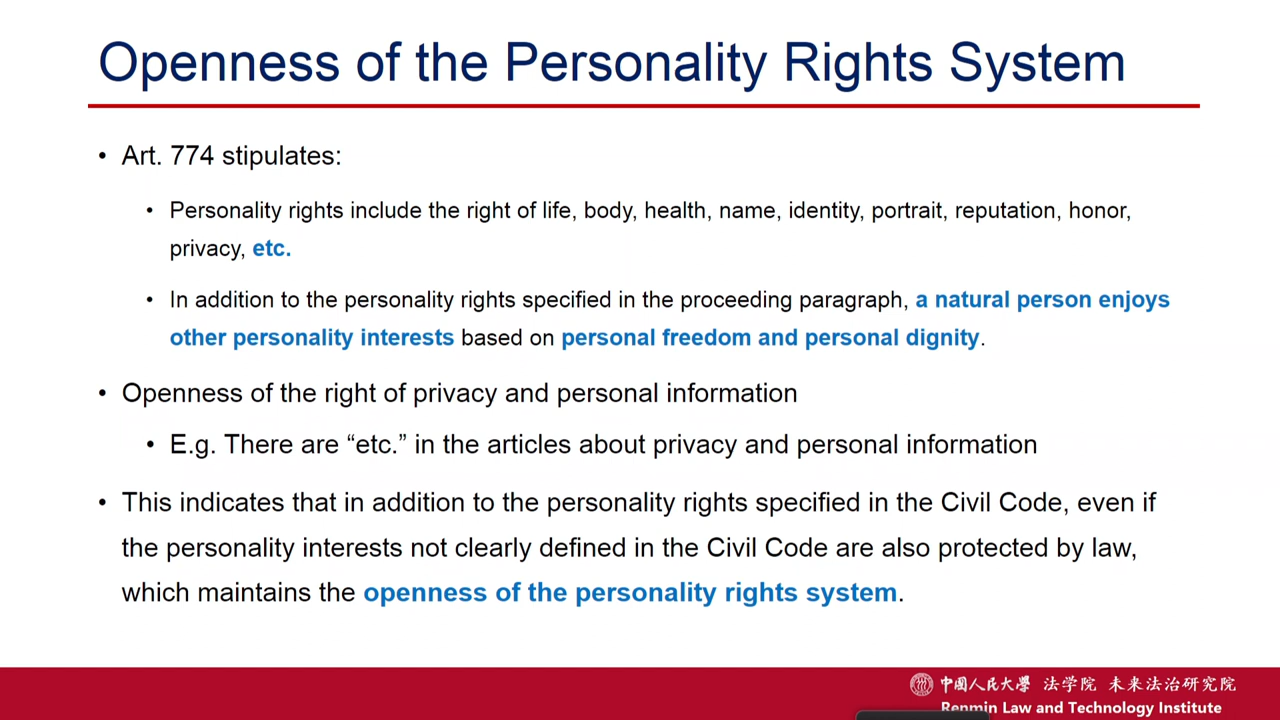 Openness of the Personality Rights System
• Art. 774 stipulates:
• Personality rights include the right of life, body, health, name, identity, portrait, reputation, honor,
privacy, etc.
• In addition to the personality rights specified in the proceeding paragraph, a natural person enjoys
other personality interests based on personal freedom and personal dignity.
• Openness of the right of privacy and personal information
• E.g. There are “etc.” in the articles about privacy and personal information
• This indicates that in addition to the personality rights specified in the Civil Code, even if
the personality interests not clearly defined in the Civil Code are also protected by law,
which maintains the openness of the personality rights system.
中國人民大學 法学院 未来法治研究院
Renmin Law and Technology Institute